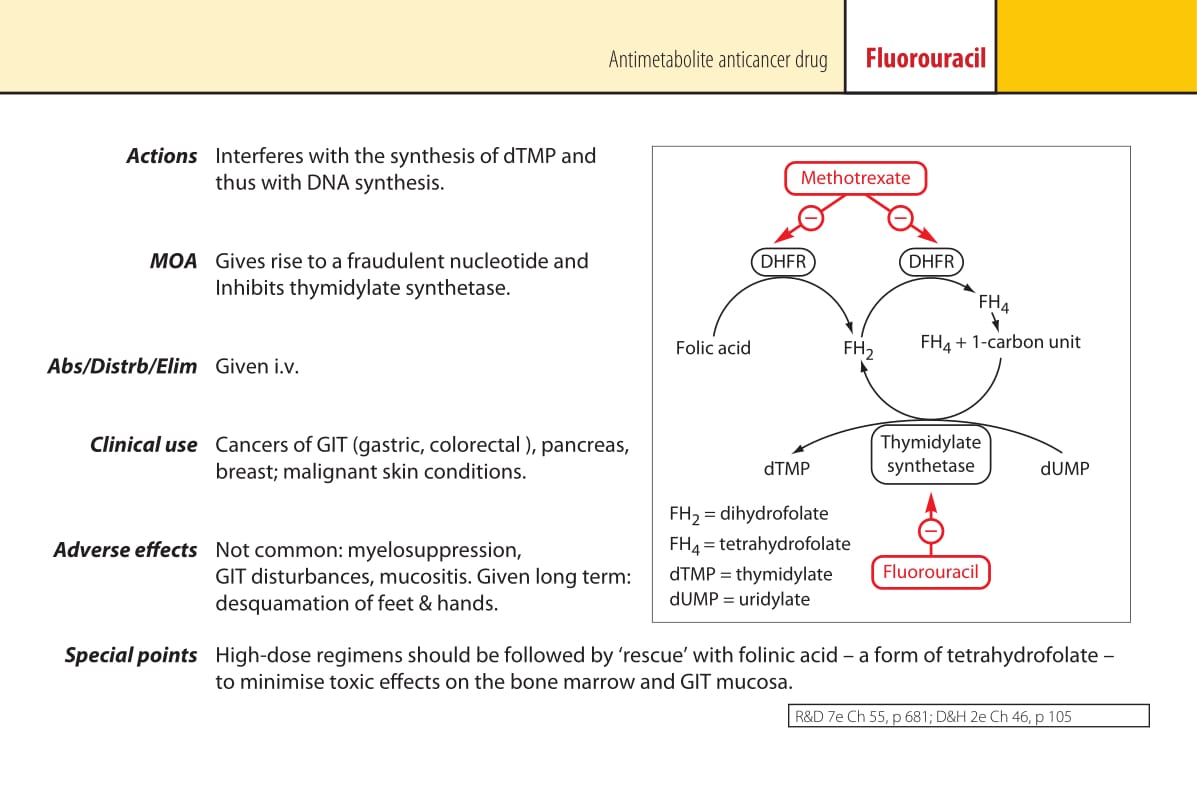 Antimetabolite anticancer drug
Fluorouracil
Actions Interferes with the synthesis of dTMP and
thus with DNA synthesis.
MOA Gives rise to a fraudulent nucleotide and
Inhibits thymidylate synthetase.
Abs/Distrb/Elim Given i.v.
Clinical use Cancers of GIT (gastric, colorectal ), pancreas,
breast; malignant skin conditions.
Adverse effects Not common: myelosuppression,
GIT disturbances, mucositis. Given long term:
desquamation of feet & hands.
Methotrexate
− −
DHFR DHFR
FH4
Folic acid FH2 FH4 + 1-carbon unit
Thymidylate
synthetase
dTMP dUMP
−
Fluorouracil
FH2 = dihydrofolate
FH4 = tetrahydrofolate
dTMP = thymidylate
dUMP = uridylate
Special points High-dose regimens should be followed by ‘rescue’ with folinic acid – a form of tetrahydrofolate –
to minimise toxic effects on the bone marrow and GIT mucosa.
R&D 7e Ch 55, p 681; D&H 2e Ch 46, p 105